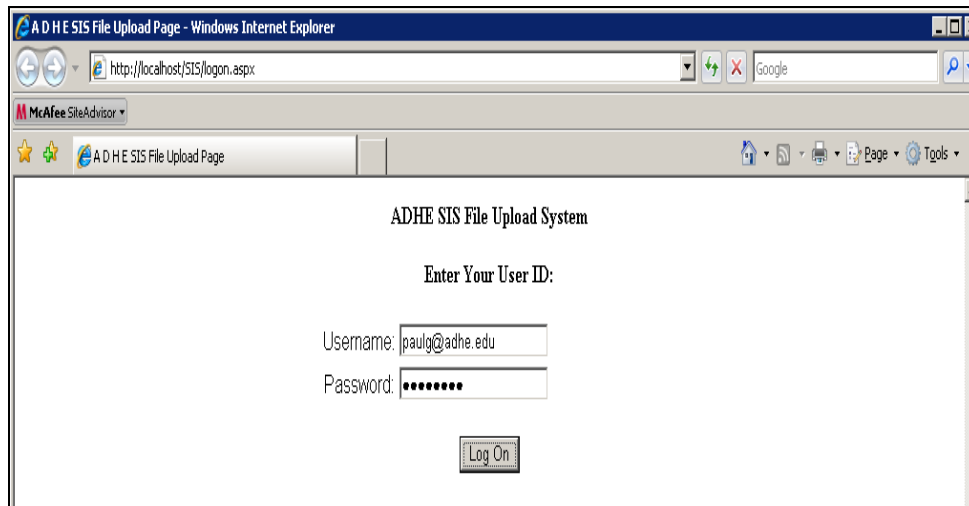 A D H E SIS File Upload Page - Windows Internet Explorer
http://localhost/SIS/logon.aspx
Google
McAfee SiteAdvisor
A D H E SIS File Upload Page
Page
Tools
ADHE SIS File Upload System
Enter Your User ID:
Username: paulg@adhe.edu
Password: ••••••••
Log On